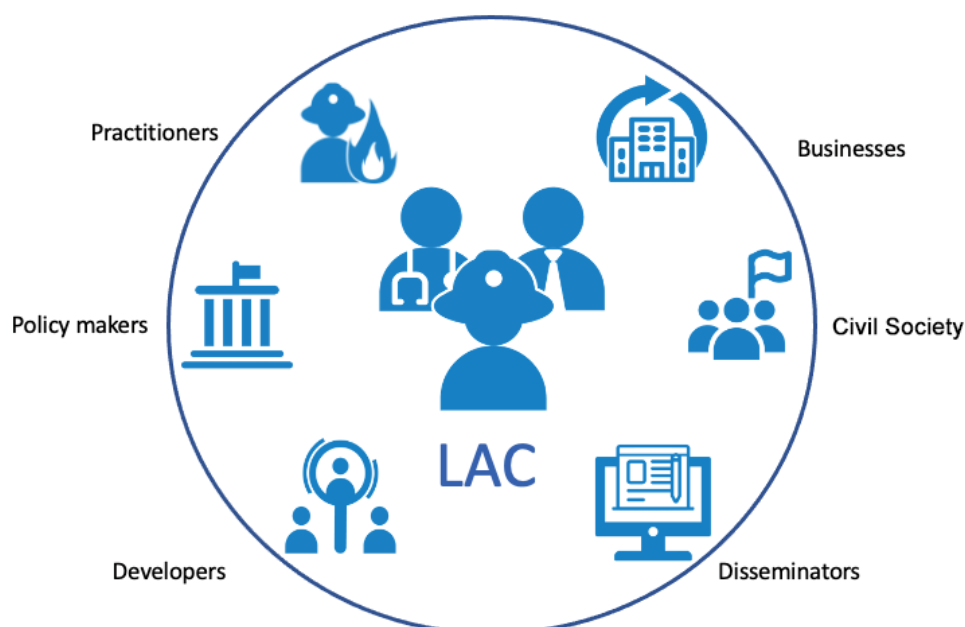 Practitioners
Businesses
Policy makers
Civil Society
LAC
Developers
Disseminators